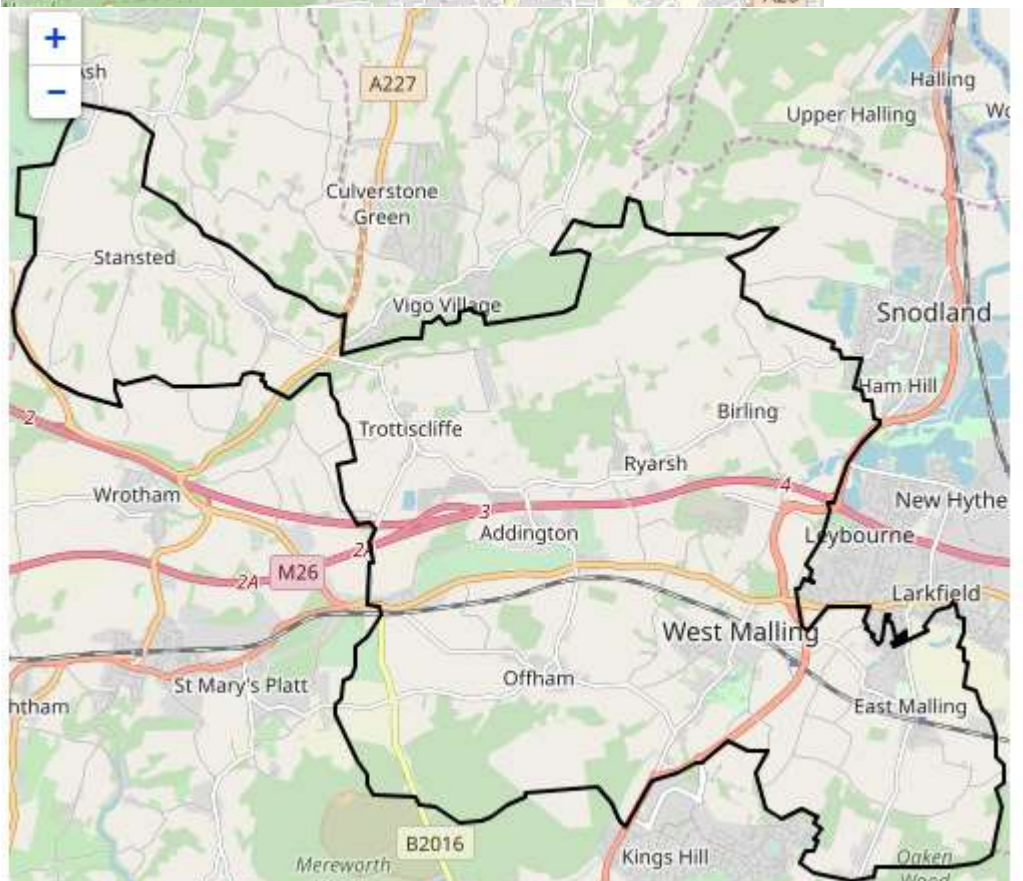 +
−
Ash
A227
Halling
Upper Halling
Culverstone
Green
Stansted
Vigo Village
Snodland
Ham Hill
Birling
Trottiscliffe
Ryarsh
2
4
Wrotham
3
New Hythe
Addington
Leybourne
2A
M26
Larkfield
West Malling
St Mary's Platt
Offham
htham
East Malling
B2016
Mereworth
Kings Hill
Oaken